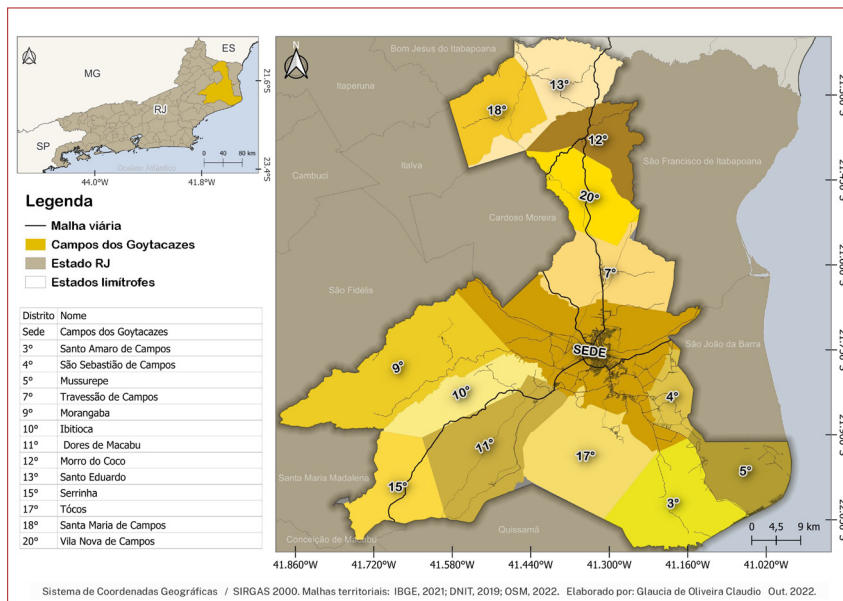 ES
MG
RJ
SP
Oceano Atlântico
0 40 80 km
21.6°S
23.4°S
44.0°W 41.8°W
Legenda
Malha viária
Campos dos Goytacazes
Estado RJ
Estados limítrofes
Distrito Nome
Sede Campos dos Goytacazes
3° Santo Amaro de Campos
4° São Sebastião de Campos
5° Mussurepe
7° Travessão de Campos
9° Morangaba
10° Ibitioca
11° Dores de Macabu
12° Morro do Coco
13° Santo Eduardo
15° Serrinha
17° Tócos
18° Santa Maria de Campos
20° Vila Nova de Campos
N
Bom Jesus do Itabapoana
Itaperuna
13°
18°
12°
São Francisco de Itabapoana
Italva
Cambuci
20°
Cardoso Moreira
7°
São Fidélis
São João da Barra
SEDE
9°
10°
4°
11°
17°
5°
Santa Maria Madalena
15°
3°
Quissamã
Conceição de Macabu
0 4,5 9 km
41.860°W 41.720°W 41.580°W 41.440°W 41.300°W 41.160°W 41.020°W
Sistema de Coordenadas Geográficas / SIRGAS 2000. Malhas territoriais: IBGE, 2021; DNIT, 2019; OSM, 2022. Elaborado por: Glaucia de Oliveira Claudio Out. 2022.